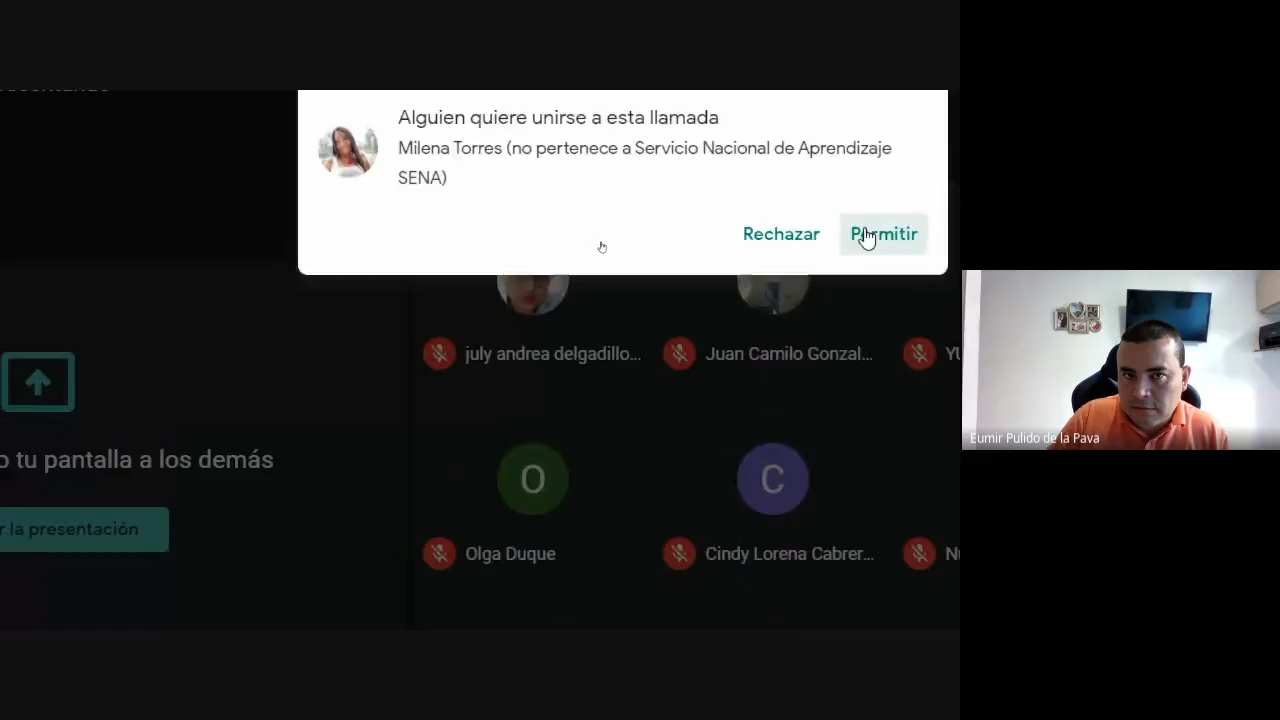 Alguien quiere unirse a esta llamada
Milena Torres (no pertenece a Servicio Nacional de Aprendizaje
SENA)
Rechazar
Permitir
july andrea delgadillo...
Juan Camilo Gonzal...
YU
o tu pantalla a los demás
Eumir Pulido de la Pava
O
C
r la presentación
Olga Duque
Cindy Lorena Cabrer...